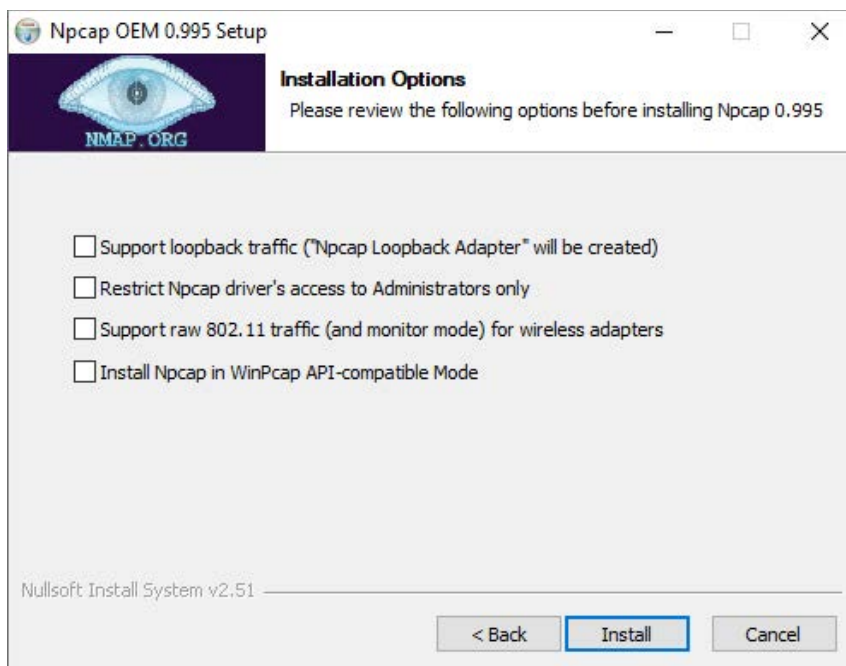 Npcap OEM 0.995 Setup
NMAP.ORG
Installation Options
Please review the following options before installing Npcap 0.995
Support loopback traffic ("Npcap Loopback Adapter" will be created)
Restrict Npcap driver's access to Administrators only
Support raw 802.11 traffic (and monitor mode) for wireless adapters
Install Npcap in WinPcap API-compatible Mode
Nullsoft Install System v2.51
< Back
Install
Cancel